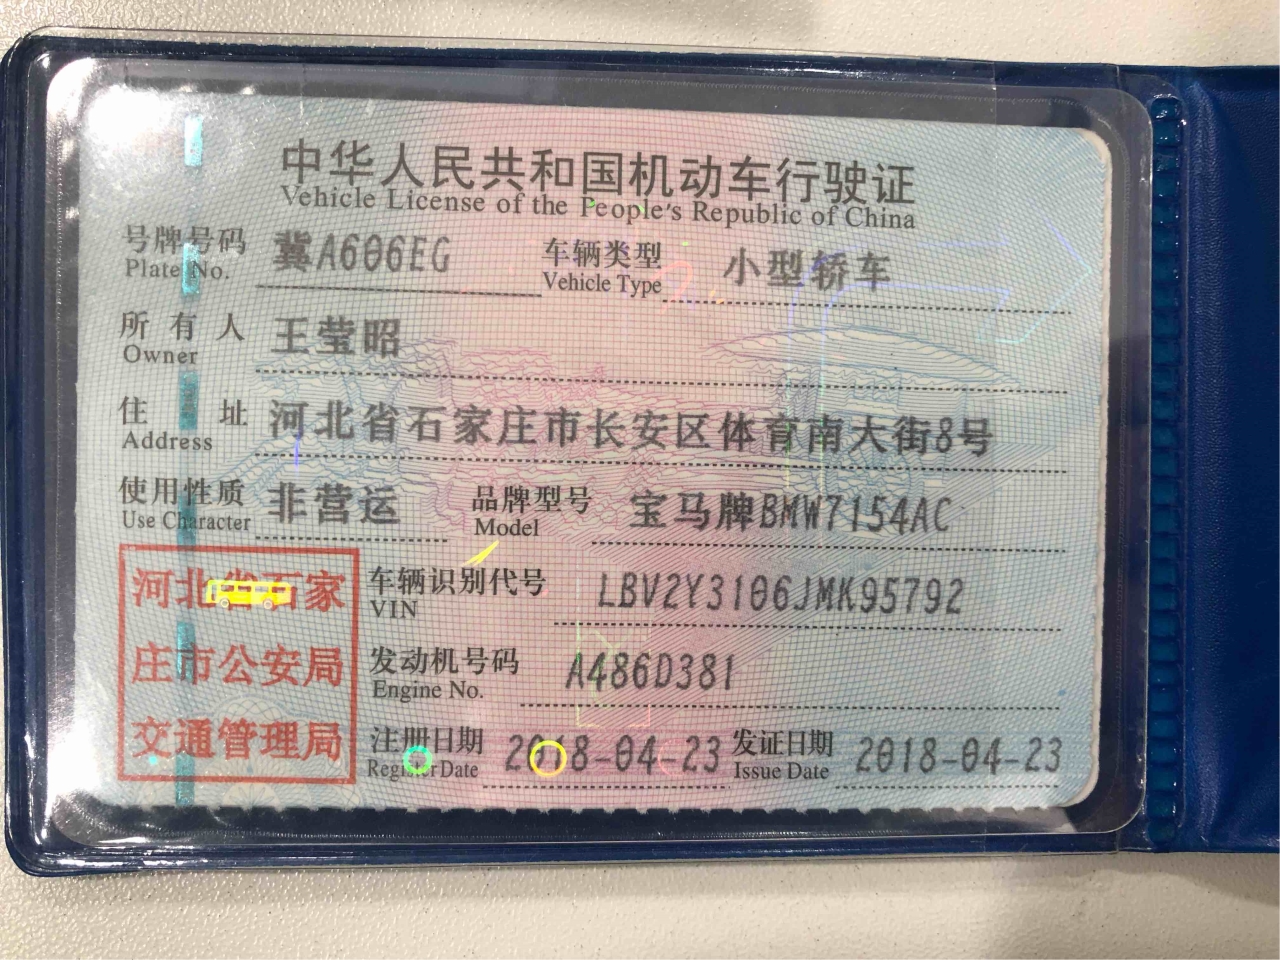 中华人民共和国机动车行驶证
Vehicle License of the People's Republic of China
号牌号码 冀A606EG 车辆类型 小型轿车
Plate No. Vehicle Type
所有人 王莹昭
Owner
住址 河北省石家庄市长安区体育南大街8号
Address
使用性质 非营运 品牌型号 宝马牌BMW7154AC
Use Character Model
河北省石家
庄市公安局
交通管理局
车辆识别代号 LBV2Y3106JMK95792
VIN
发动机号码 A486D381
Engine No.
注册日期 2018-04-23 发证日期 2018-04-23
Register Date Issue Date